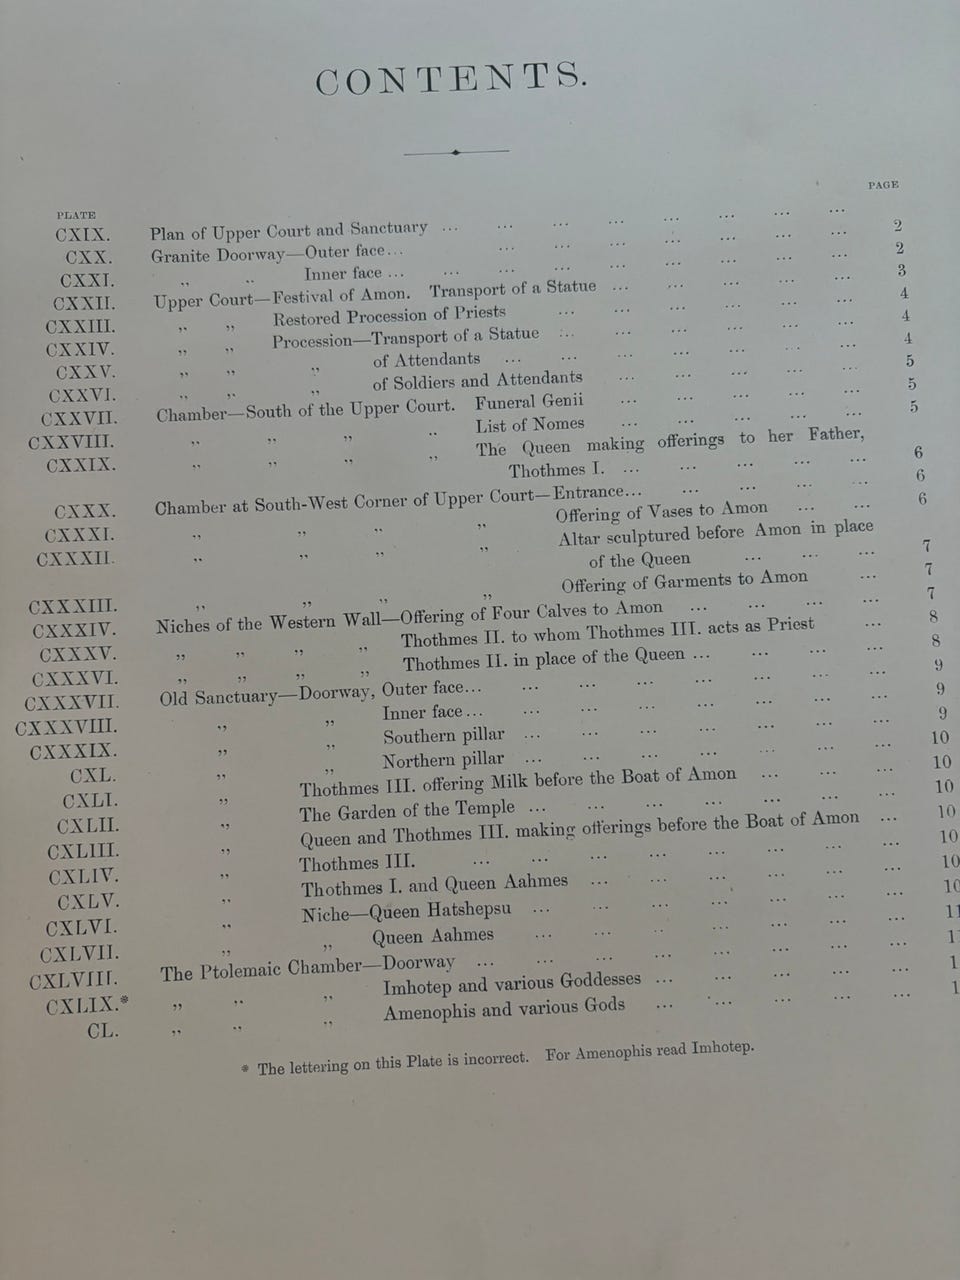 CONTENTS.
PLATE PAGE
CXIX. Plan of Upper Court and Sanctuary ... ... ... ... ... ... ... ...
CXX. Granite Doorway—Outer face... ... ... ... ... ... ... 2
CXXI. „ „ Inner face ... ... ... ... ... ... ... ... 2
CXXII. Upper Court—Festival of Amon. Transport of a Statue ... ... ... ... ... 3
CXXIII. „ „ Restored Procession of Priests ... ... ... ... ... ... 4
CXXIV. „ „ Procession—Transport of a Statue ... ... ... ... ... ... 4
CXXV. „ „ „ of Attendants ... ... ... ... ... ... ... 4
CXXVI. „ „ „ of Soldiers and Attendants ... ... ... ... ... 5
CXXVII. Chamber—South of the Upper Court. Funeral Genii ... ... ... ... ... 5
CXXVIII. „ „ „ „ List of Nomes ... ... ... ... ... 5
CXXIX. „ „ „ „ The Queen making offerings to her Father,
Thothmes I. ... ... ... ... ... 6
CXXX. Chamber at South-West Corner of Upper Court—Entrance... ... ... ... ... 6
CXXXI. „ „ „ „ Offering of Vases to Amon ... ... 6
CXXXII. „ „ „ „ Altar sculptured before Amon in place
of the Queen ... ... ... 7
CXXXIII. „ „ „ „ Offering of Garments to Amon ... 7
CXXXIV. Niches of the Western Wall—Offering of Four Calves to Amon ... ... ... ... 7
CXXXV. „ „ „ „ Thothmes II. to whom Thothmes III. acts as Priest ... 8
CXXXVI. „ „ „ „ Thothmes II. in place of the Queen ... ... ... ... 8
CXXXVII. Old Sanctuary—Doorway, Outer face... ... ... ... ... ... ... ... 9
CXXXVIII. „ „ Inner face... ... ... ... ... ... ... ... 9
CXXXIX. „ „ Southern pillar ... ... ... ... ... ... ... 9
CXL. „ „ Northern pillar ... ... ... ... ... ... ... 10
CXLI. „ Thothmes III. offering Milk before the Boat of Amon ... ... ... 10
CXLII. „ The Garden of the Temple ... ... ... ... ... ... ... 10
CXLIII. „ Queen and Thothmes III. making offerings before the Boat of Amon ... 10
CXLIV. „ Thothmes III. ... ... ... ... ... ... ... ... 10
CXLV. „ Thothmes I. and Queen Aahmes ... ... ... ... ... ... 10
CXLVI. „ Niche—Queen Hatshepsu ... ... ... ... ... ... ... 10
CXLVII. „ „ Queen Aahmes ... ... ... ... ... ... ... 11
CXLVIII. The Ptolemaic Chamber—Doorway ... ... ... ... ... ... ... ... 1
CXLIX.* „ „ „ Imhotep and various Goddesses ... ... ... ... ... 1
CL. „ „ „ Amenophis and various Gods ... ... ... ... ... 1
* The lettering on this Plate is incorrect. For Amenophis read Imhotep.